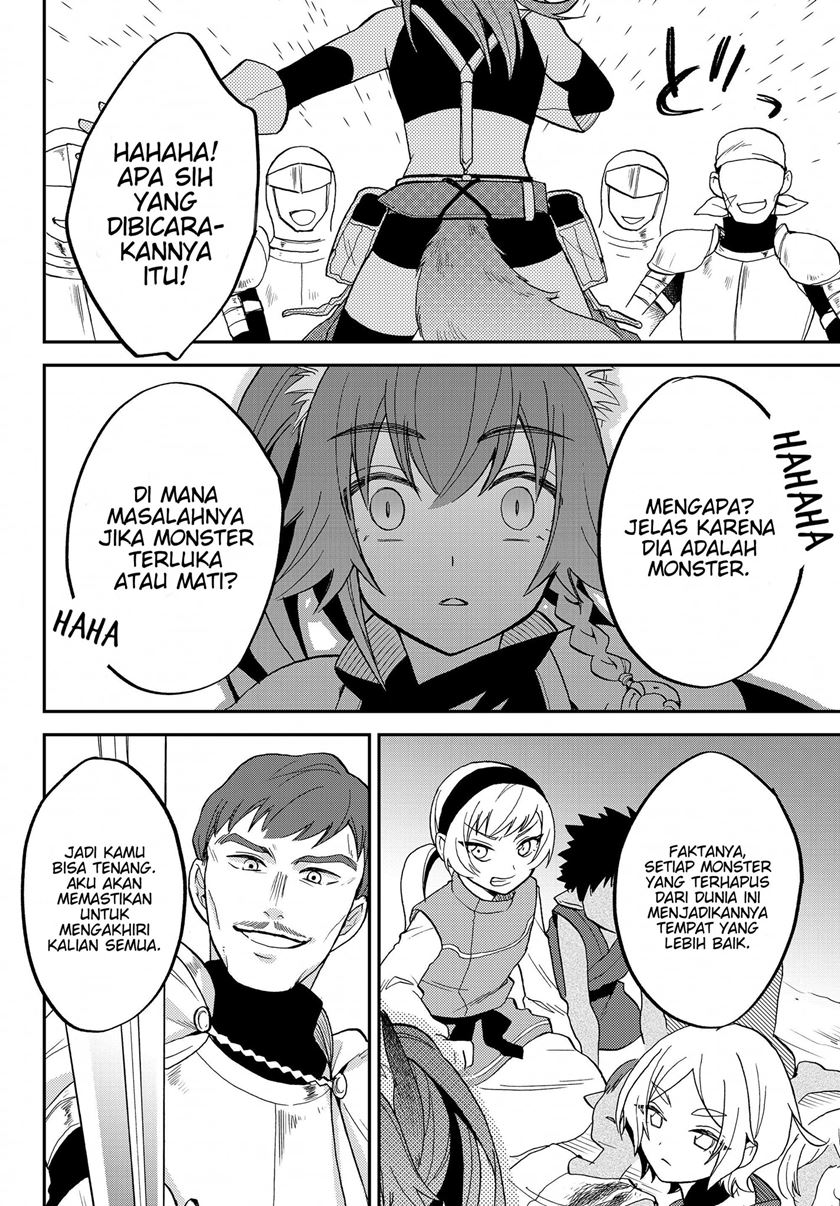 どっ
HAHAHA!
APA SIH
YANG
DIBICARA-
KANNYA
ITU!
HAHAHA
MENGAPA?
JELAS KARENA
DIA ADALAH
MONSTER.
DI MANA
MASALAHNYA
JIKA MONSTER
TERLUKA
ATAU MATI?
HAHA
FAKTANYA,
SETIAP MONSTER
YANG TERHAPUS
DARI DUNIA INI
MENJADIKANNYA
TEMPAT YANG
LEBIH BAIK.
JADI KAMU
BISA TENANG.
AKU AKAN
MEMASTIKAN
UNTUK
MENGAKHIRI
KALIAN SEMUA.